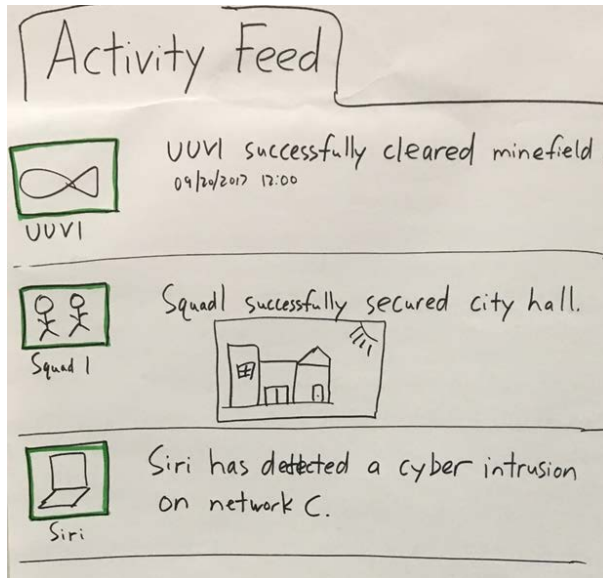 Activity Feed
UUV1 successfully cleared minefield
09/20/2017 12:00
UUV1
Squad1 successfully secured city hall.
Squad 1
Siri has detected a cyber intrusion
on network C.
Siri